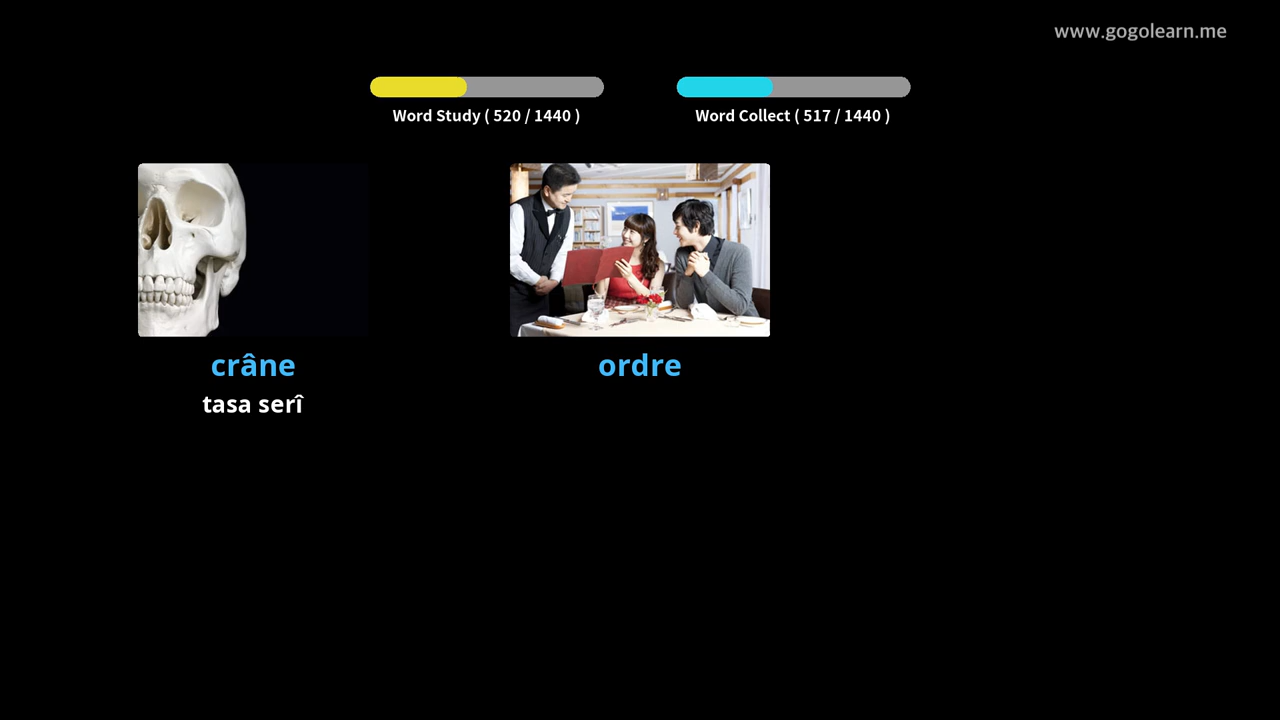 www.gogolearn.me
Word Study ( 520 / 1440 )
Word Collect ( 517 / 1440 )
crâne
ordre
tasa serî